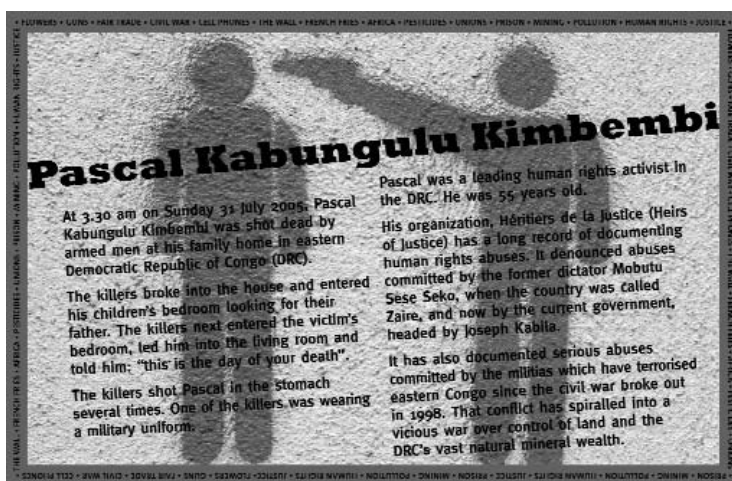 • FLOWERS • GUNS • FAIR TRADE • CIVIL WAR • CELL PHONES • THE WALL • FRENCH FRIES • AFRICA • PESTICIDES • UNIONS • PRISON • MINING • POLLUTION • HUMAN RIGHTS • JUSTICE •
Pascal Kabungulu Kimbembi
At 3.30 am on Sunday 31 July 2005, Pascal
Kabungulu Kimbembi was shot dead by
armed men at his family home in eastern
Democratic Republic of Congo (DRC).
The killers broke into the house and entered
his children's bedroom looking for their
father. The killers next entered the victim's
bedroom, led him into the living room and
told him: "this is the day of your death".
The killers shot Pascal in the stomach
several times. One of the killers was wearing
a military uniform.
Pascal was a leading human rights activist in
the DRC. He was 55 years old.
His organization, Héritiers de la Justice (Heirs
of Justice) has a long record of documenting
human rights abuses. It denounced abuses
committed by the former dictator Mobutu
Sese Seko, when the country was called
Zaire, and now by the current government,
headed by Joseph Kabila.
It has also documented serious abuses
committed by the militias which have terrorised
eastern Congo since the civil war broke out
in 1998. That conflict has spiralled into a
vicious war over control of land and the
DRC's vast natural mineral wealth.